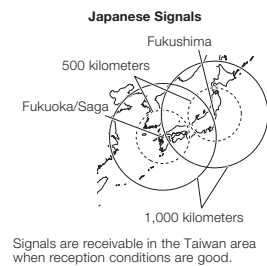 Japanese Signals
Fukushima
500 kilometers
Fukuoka/Saga
1,000 kilometers
Signals are receivable in the Taiwan area
when reception conditions are good.